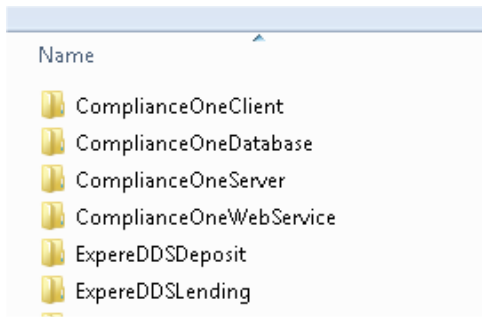 Name
ComplianceOneClient
ComplianceOneDatabase
ComplianceOneServer
ComplianceOneWebService
ExpereDDSDeposit
ExpereDDSLending